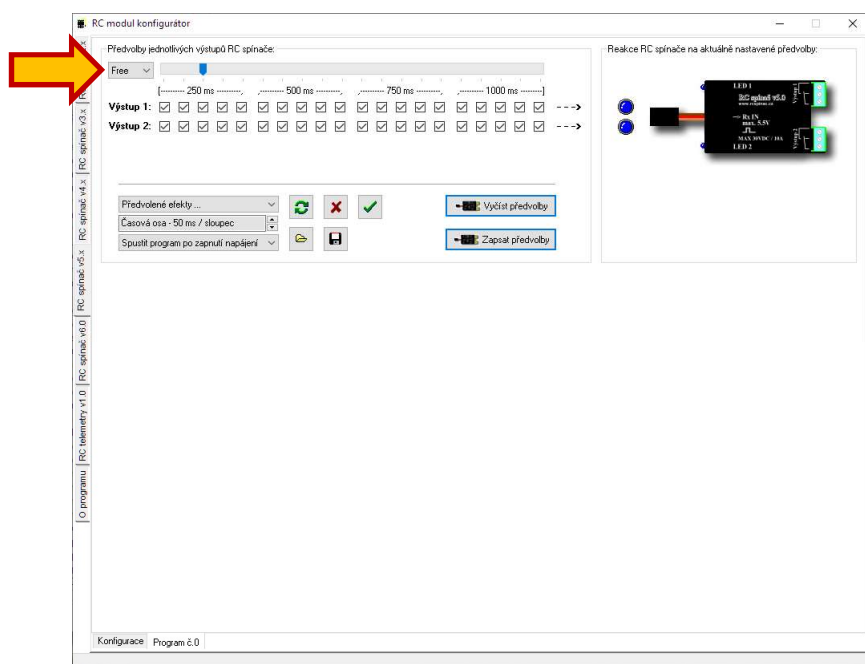 RC modul konfigurátor
Předvolby jednotlivých výstupů RC spínače:
Free
[---------- 250 ms ----------, ,---------- 500 ms ----------, ,---------- 750 ms ----------, ,---------- 1000 ms ---------]
Výstup 1:
--->
Výstup 2:
--->
Předvolené efekty ...
Časová osa - 50 ms / sloupec
Spustit program po zapnutí napájení
Vyčíst předvolby
Zapsat předvolby
Reakce RC spínače na aktuálně nastavené předvolby:
LED 1
RC spínač v5.0
Rx IN
max. 5.5V
MAX 30VDC / 10A
LED 2
Výstup 1
Výstup 2
RC spínač v3.x
RC spínač v4.x
RC spínač v5.x
RC spínač v6.0
RC telemetry v1.0
O programu
Konfigurace
Program č.0